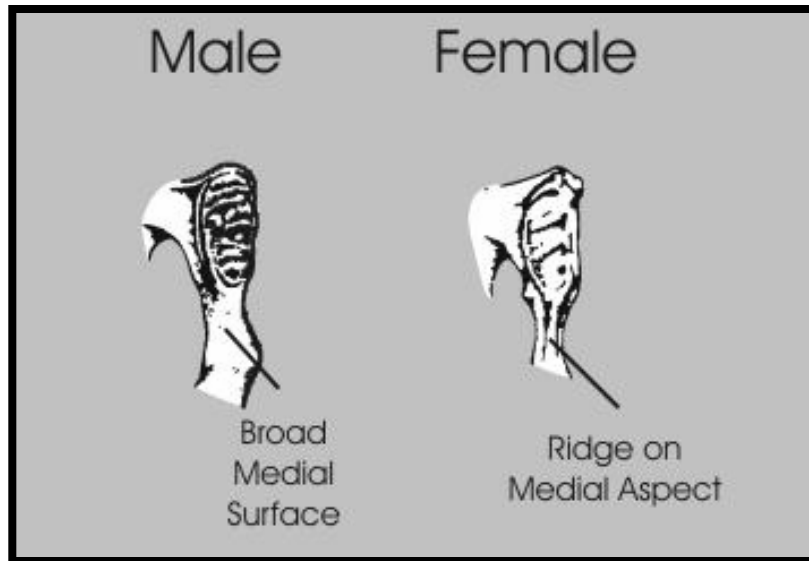 Male
Female
Broad
Medial
Surface
Ridge on
Medial Aspect